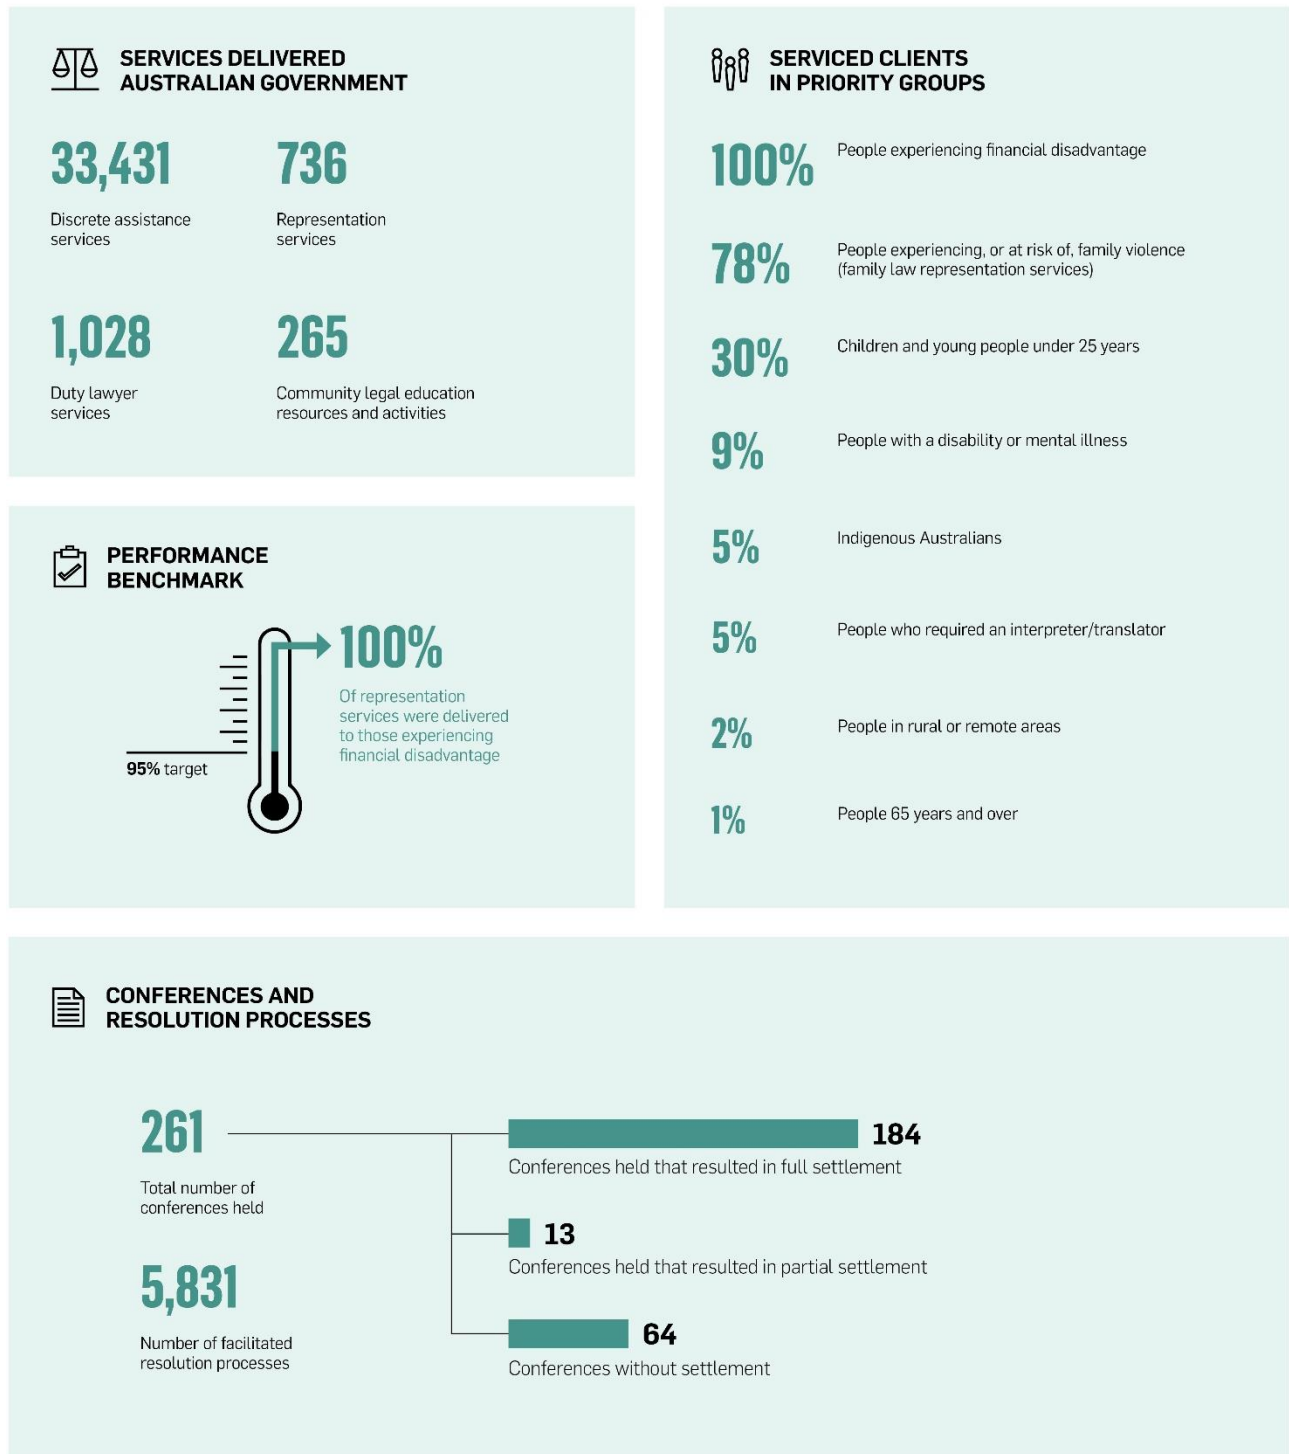 SERVICES DELIVERED
AUSTRALIAN GOVERNMENT
33,431
Discrete assistance
services
736
Representation
services
1,028
Duty lawyer
services
265
Community legal education
resources and activities
PERFORMANCE
BENCHMARK
100%
Of representation
services were delivered
to those experiencing
financial disadvantage
95% target
SERVICED CLIENTS
IN PRIORITY GROUPS
100%
People experiencing financial disadvantage
78%
People experiencing, or at risk of, family violence
(family law representation services)
30%
Children and young people under 25 years
9%
People with a disability or mental illness
5%
Indigenous Australians
5%
People who required an interpreter/translator
2%
People in rural or remote areas
1%
People 65 years and over
CONFERENCES AND
RESOLUTION PROCESSES
261
Total number of
conferences held
5,831
Number of facilitated
resolution processes
184
Conferences held that resulted in full settlement
13
Conferences held that resulted in partial settlement
64
Conferences without settlement